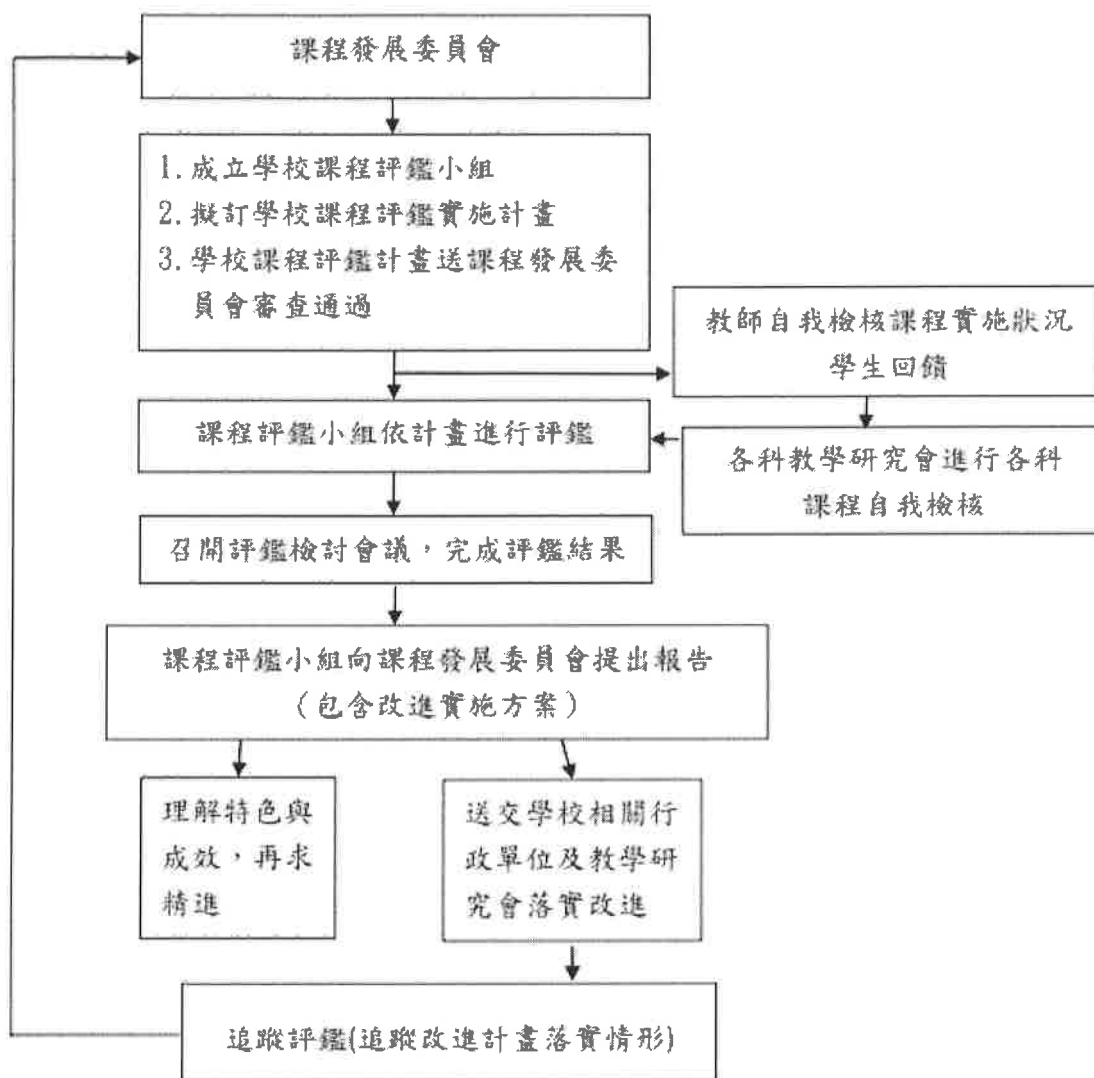 課程發展委員會
1.成立學校課程評鑑小組
2.擬訂學校課程評鑑實施計畫
3.學校課程評鑑計畫送課程發展委
員會審查通過
教師自我檢核課程實施狀況
學生回饋
課程評鑑小組依計畫進行評鑑
各科教學研究會進行各科
課程自我檢核
召開評鑑檢討會議，完成評鑑結果
課程評鑑小組向課程發展委員會提出報告
（包含改進實施方案）
理解特色與
成效，再求
精進
送交學校相關行
政單位及教學研
究會落實改進
追蹤評鑑(追蹤改進計畫落實情形)